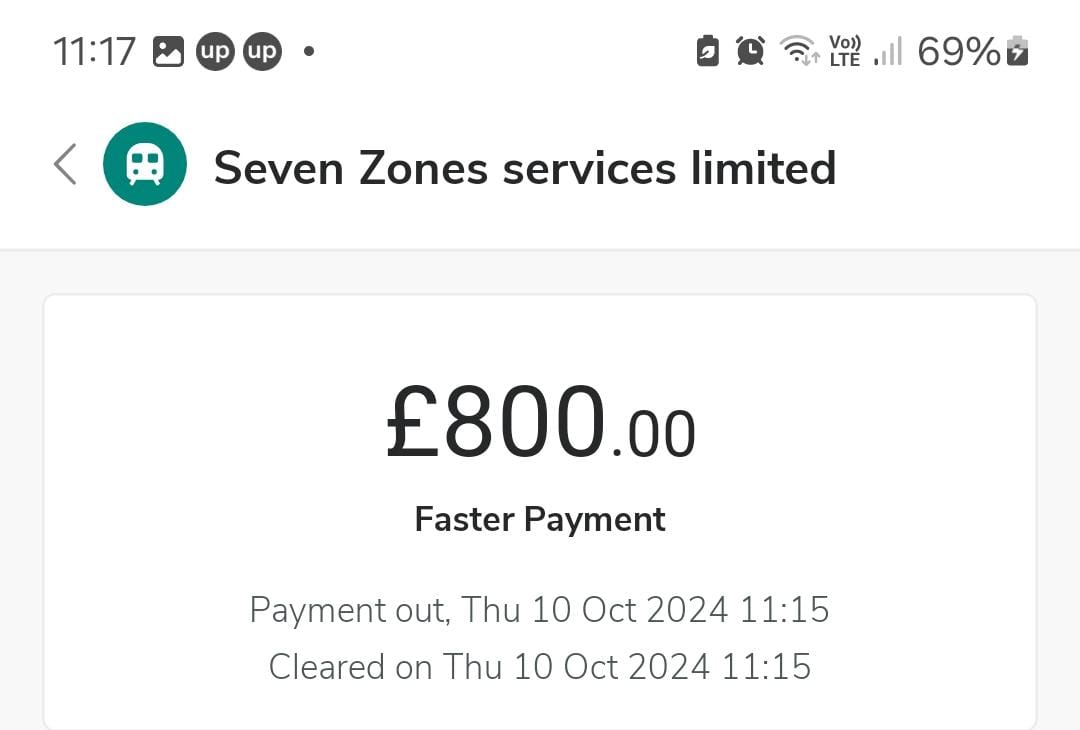 11:17 up up Vo)) LTE 69%
Seven Zones services limited
£800.00
Faster Payment
Payment out, Thu 10 Oct 2024 11:15
Cleared on Thu 10 Oct 2024 11:15